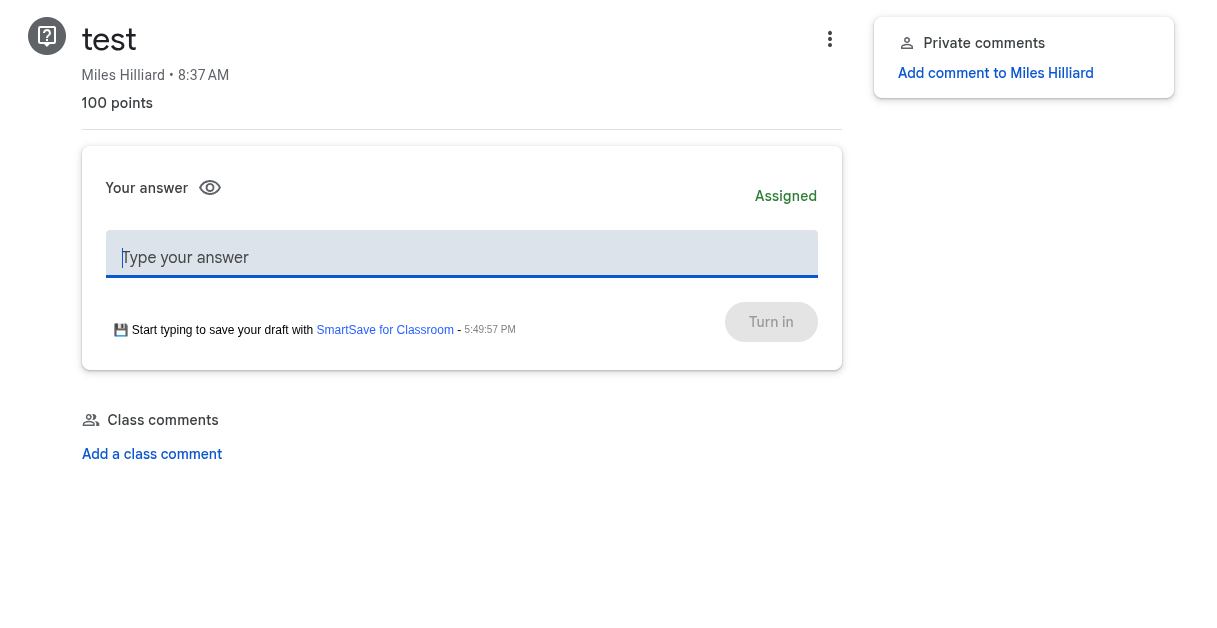 test
Miles Hilliard • 8:37 AM
100 points
Your answer
Assigned
Type your answer
💾 Start typing to save your draft with SmartSave for Classroom - 5:49:57 PM
Turn in
Class comments
Add a class comment
Private comments
Add comment to Miles Hilliard